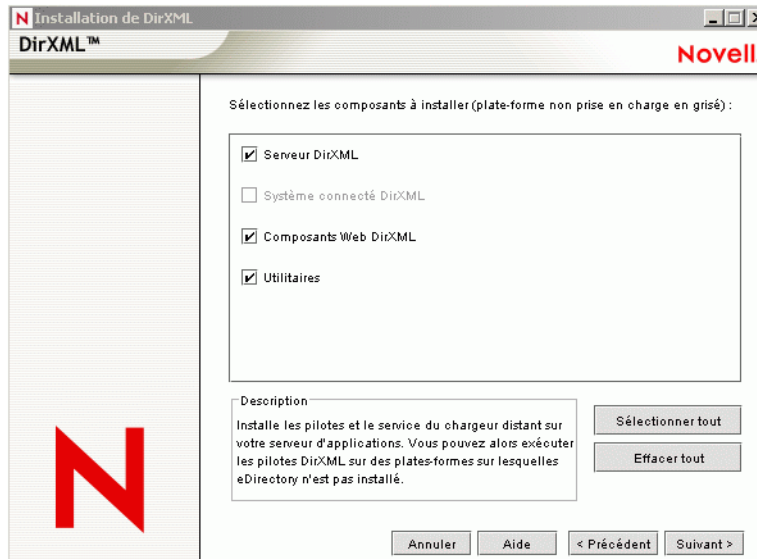 Installation de DirXML
DirXML™
Novell
Sélectionnez les composants à installer (plate-forme non prise en charge en grisé) :
Serveur DirXML
Système connecté DirXML
Composants Web DirXML
Utilitaires
Description
Installe les pilotes et le service du chargeur distant sur
votre serveur d'applications. Vous pouvez alors exécuter
les pilotes DirXML sur des plates-formes sur lesquelles
eDirectory n'est pas installé.
Sélectionner tout
Effacer tout
Annuler
Aide
< Précédent
Suivant >